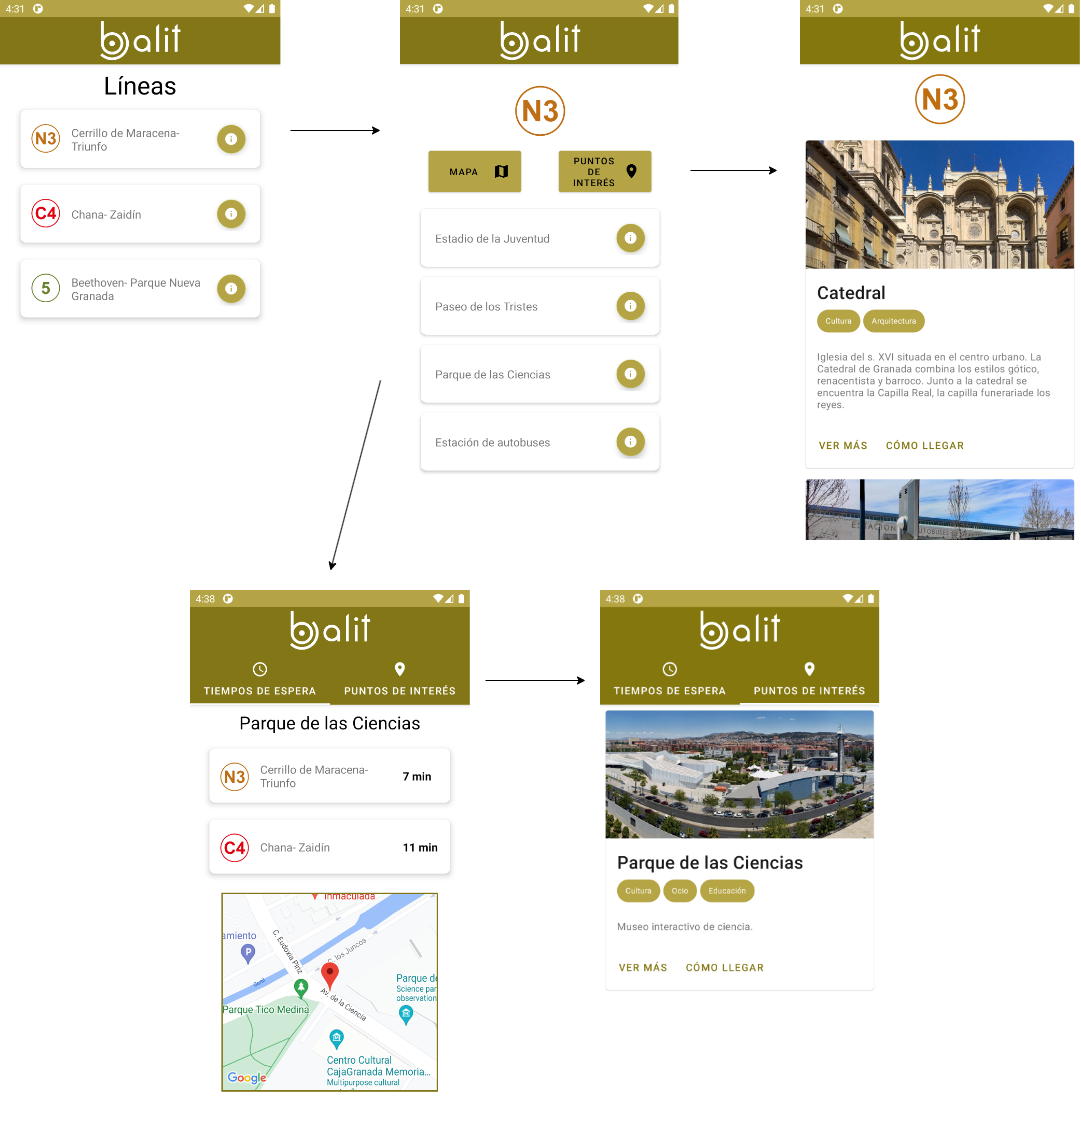 4:31
balit
Líneas
N3
Cerrillo de Maracena-
Triunfo
C4
Chana- Zaidín
5
Beethoven- Parque Nueva
Granada
4:31
balit
N3
MAPA
PUNTOS
DE
INTERÉS
Estadio de la Juventud
Paseo de los Tristes
Parque de las Ciencias
Estación de autobuses
4:31
balit
N3
Catedral
Cultura
Arquitectura
Iglesia del s. XVI situada en el centro urbano. La
Catedral de Granada combina los estilos gótico,
renacentista y barroco. Junto a la catedral se
encuentra la Capilla Real, la capilla funerariade los
reyes.
VER MÁS
CÓMO LLEGAR
4:38
balit
TIEMPOS DE ESPERA
PUNTOS DE INTERÉS
Parque de las Ciencias
N3
Cerrillo de Maracena-
Triunfo
7 min
C4
Chana- Zaidín
11 min
Inmaculada
amiento
P
C. Eudoxia Piriz
C. los Juncos
Genil
Parque de
Science par
observation
Av. de la Ciencia
Parque Tico Medina
Centro Cultural
CajaGranada Memoria...
Multipurpose cultural
Google
4:38
balit
TIEMPOS DE ESPERA
PUNTOS DE INTERÉS
Parque de las Ciencias
Cultura
Ocio
Educación
Museo interactivo de ciencia.
VER MÁS
CÓMO LLEGAR